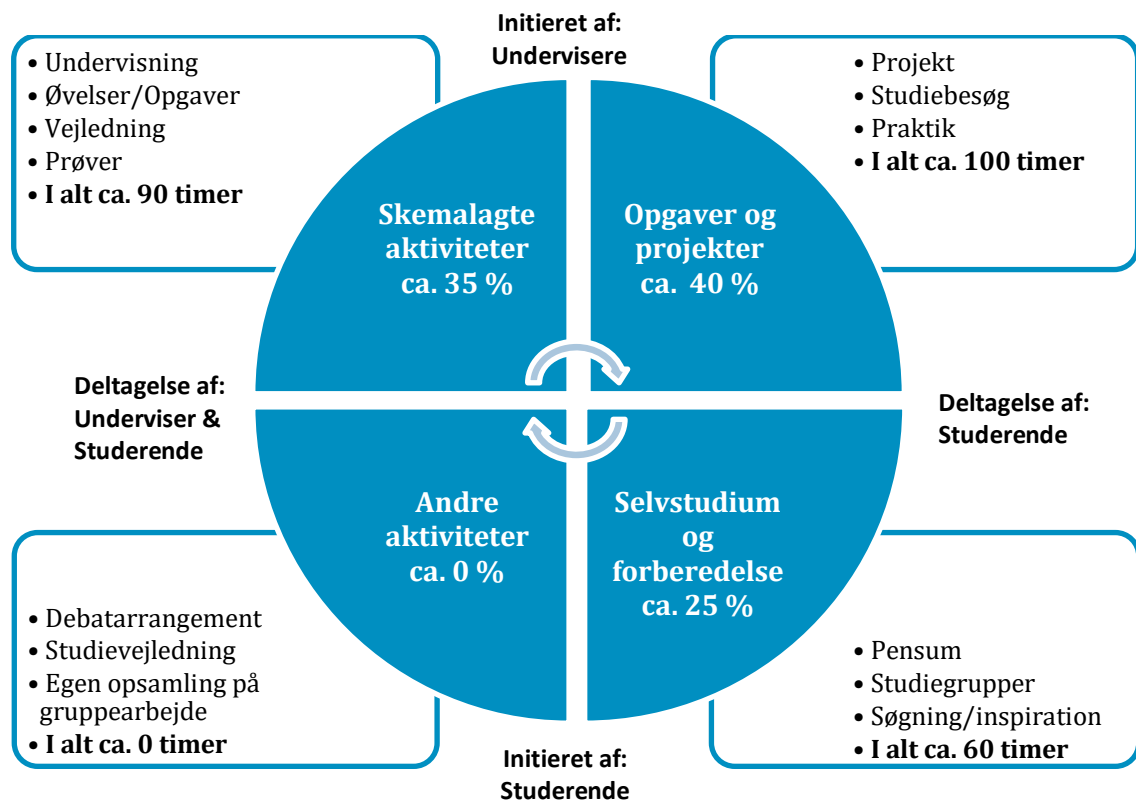 Initieret af:
Undervisere
• Undervisning
• Øvelser/Opgaver
• Vejledning
• Prøver
• I alt ca. 90 timer
• Projekt
• Studiebesøg
• Praktik
• I alt ca. 100 timer
Skemalagte
aktiviteter
ca. 35 %
Opgaver og
projekter
ca. 40 %
Deltagelse af:
Underviser &
Studerende
Deltagelse af:
Studerende
Andre
aktiviteter
ca. 0 %
Selvstudium
og
forberedelse
ca. 25 %
• Debatarrangement
• Studievejledning
• Egen opsamling på
gruppearbejde
• I alt ca. 0 timer
• Pensum
• Studiegrupper
• Søgning/inspiration
• I alt ca. 60 timer
Initieret af:
Studerende